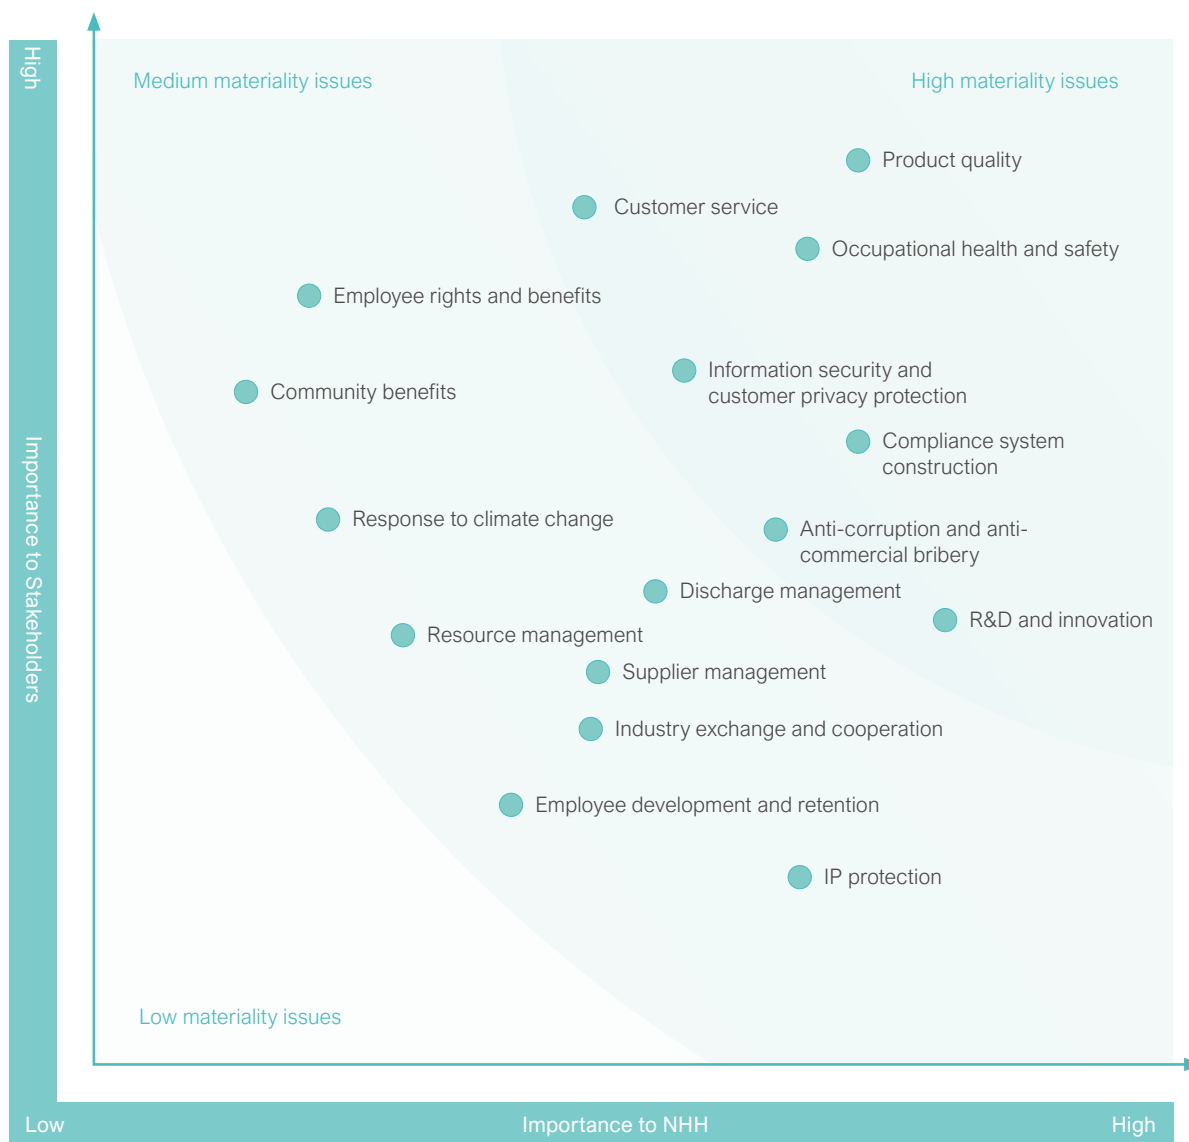 High
Importance to Stakeholders
Medium materiality issues
High materiality issues
Product quality
Customer service
Occupational health and safety
Employee rights and benefits
Information security and
customer privacy protection
Community benefits
Compliance system
construction
Response to climate change
Anti-corruption and anti-
commercial bribery
Discharge management
R&D and innovation
Resource management
Supplier management
Industry exchange and cooperation
Employee development and retention
IP protection
Low materiality issues
Low
Importance to NHH
High